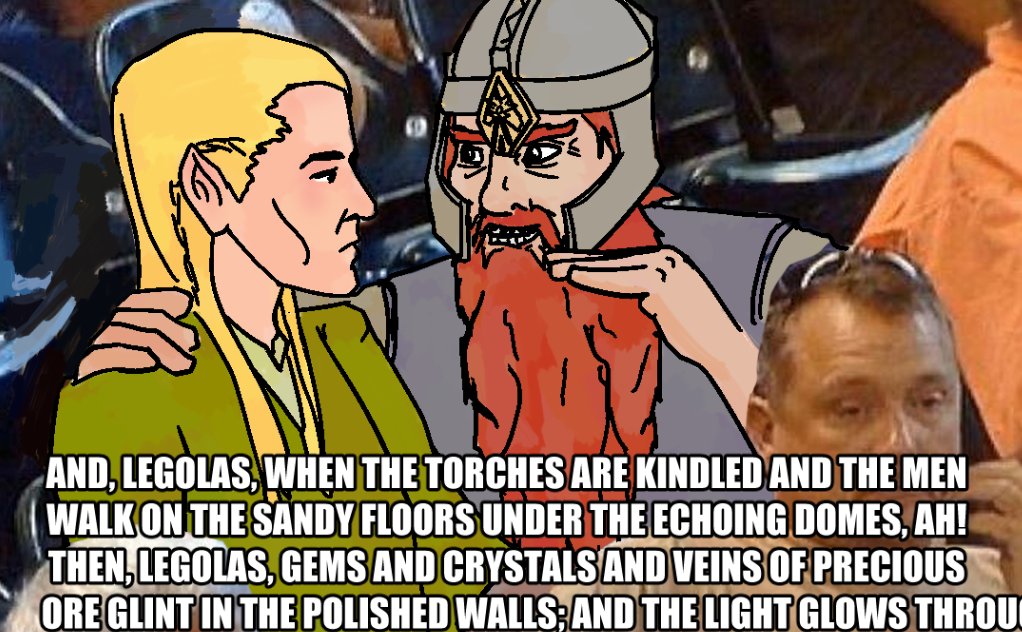 AND, LEGOLAS, WHEN THE TORCHES ARE KINDLED AND THE MEN
WALK ON THE SANDY FLOORS UNDER THE ECHOING DOMES, AH!
THEN, LEGOLAS, GEMS AND CRYSTALS AND VEINS OF PRECIOUS
ORE GLINT IN THE POLISHED WALLS; AND THE LIGHT GLOWS THROU